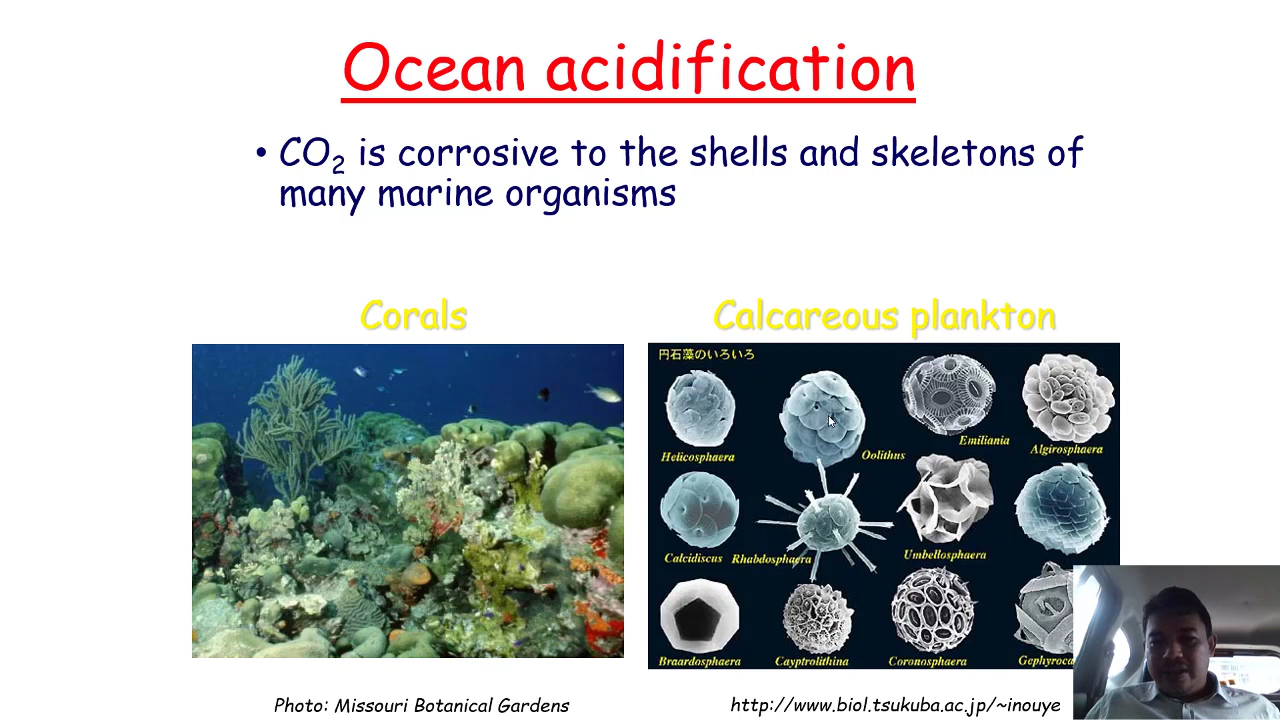 Ocean acidification
• CO₂ is corrosive to the shells and skeletons of
many marine organisms
Corals
Calcareous plankton
円石藻のいろいろ
Helicosphaera
Oolithus
Emiliania
Algirosphaera
Calcidiscus
Rhabdosphaera
Umbellosphaera
Braardosphaera
Cayptrolithina
Coronosphaera
Photo: Missouri Botanical Gardens
http://www.biol.tsukuba.ac.jp/~inouye